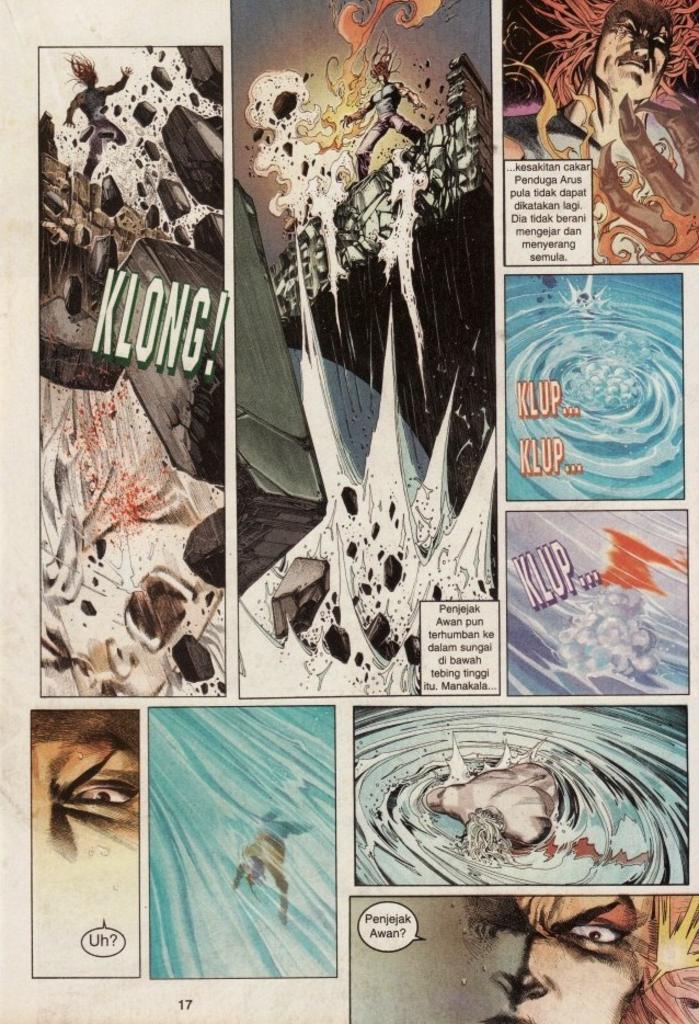 KLONG!
Penjejak
Awan pun
terhumban ke
dalam sungai
di bawah
tebing tinggi
itu. Manakala...
...kesakitan cakar
Penduga Arus
pula tidak dapat
dikatakan lagi.
Dia tidak berani
mengejar dan
menyerang
semula.
KLUP...
KLUP...
KLUP...
Uh?
Penjejak
Awan?
17